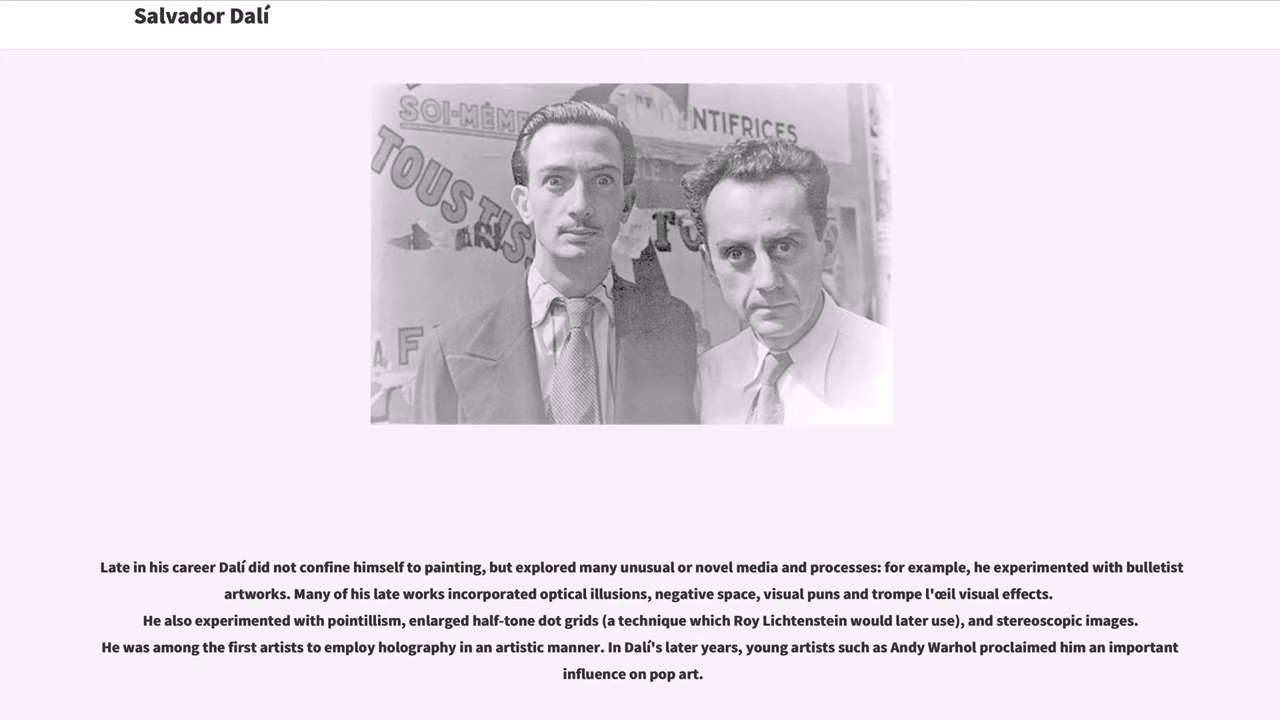 Salvador Dalí
SOI-MÊME
NTIFRICES
TOUS
TIS
Late in his career Dalí did not confine himself to painting, but explored many unusual or novel media and processes: for example, he experimented with bulletist
artworks. Many of his late works incorporated optical illusions, negative space, visual puns and trompe l'œil visual effects.
He also experimented with pointillism, enlarged half-tone dot grids (a technique which Roy Lichtenstein would later use), and stereoscopic images.
He was among the first artists to employ holography in an artistic manner. In Dalí's later years, young artists such as Andy Warhol proclaimed him an important
influence on pop art.